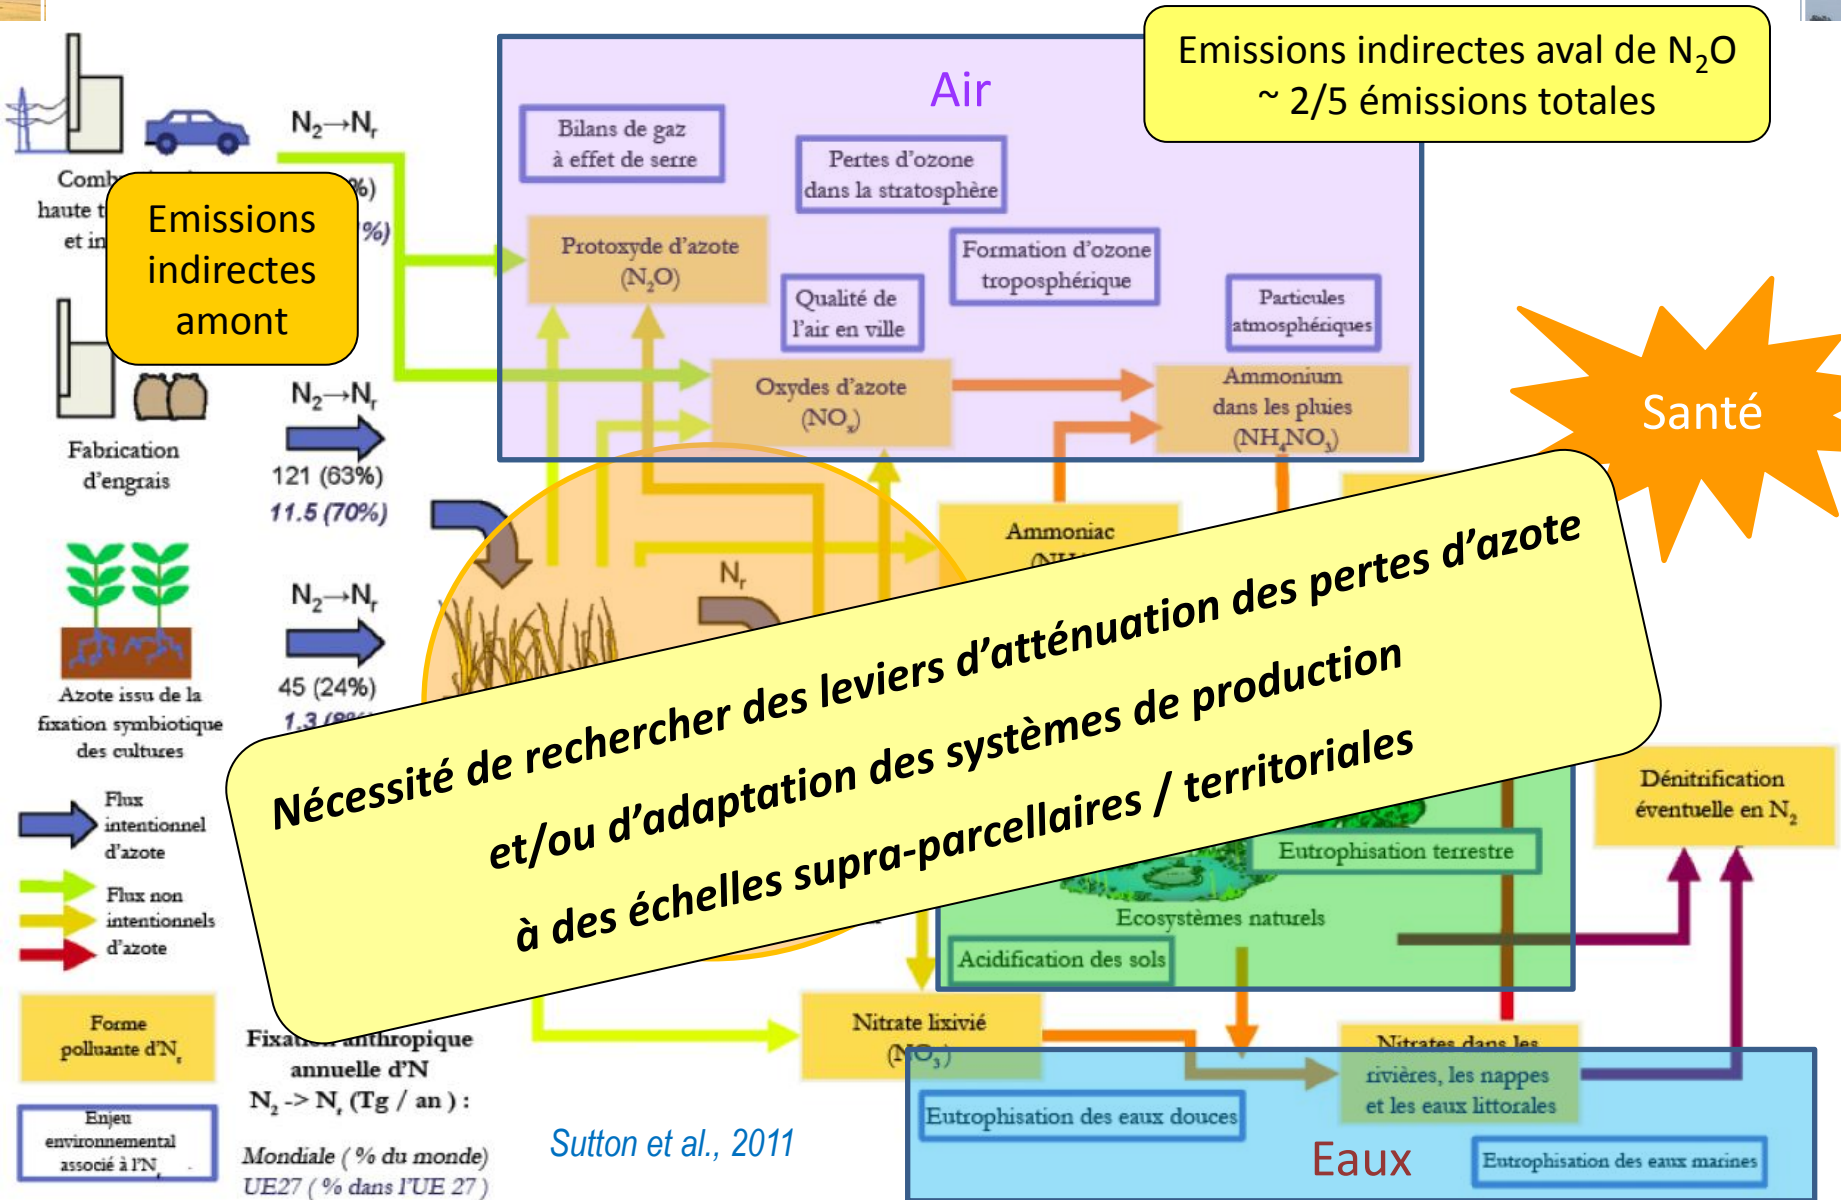 Emissions indirectes aval de N₂O
~ 2/5 émissions totales
Air
N₂→Nᵣ
Bilans de gaz
à effet de serre
Pertes d'ozone
dans la stratosphère
haute
et
%)
%)
Emissions
indirectes
amont
Protoxyde d'azote
(N₂O)
Formation d'ozone
troposphérique
Qualité de
l'air en ville
Particules
atmosphériques
Santé
N₂→Nᵣ
Oxydes d'azote
(NOₓ)
Ammonium
dans les pluies
(NH₄NO₃)
Fabrication
d'engrais
121 (63%)
11.5 (70%)
Ammoniac
Nᵣ
N₂→Nᵣ
45 (24%)
Azote issu de la
fixation symbiotique
des cultures
Nécessité de rechercher des leviers d'atténuation des pertes d'azote
et/ou d'adaptation des systèmes de production
à des échelles supra-parcellaires / territoriales
Dénitrification
éventuelle en N₂
Flux
intentionnel
d'azote
Eutrophisation terrestre
Flux non
intentionnels
d'azote
Ecosystèmes naturels
Acidification des sols
Forme
polluante d'Nᵣ
Fixation anthropique
annuelle d'N
N₂ -> Nᵣ (Tg / an ) :
Nitrate lixivié
(NO₃)
Nitrates dans les
rivières, les nappes
et les eaux littorales
Enjeu
environnemental
associé à l'Nᵣ
Mondiale ( % du monde)
UE27 ( % dans l'UE 27 )
Sutton et al., 2011
Eutrophisation des eaux douces
Eaux
Eutrophisation des eaux marines